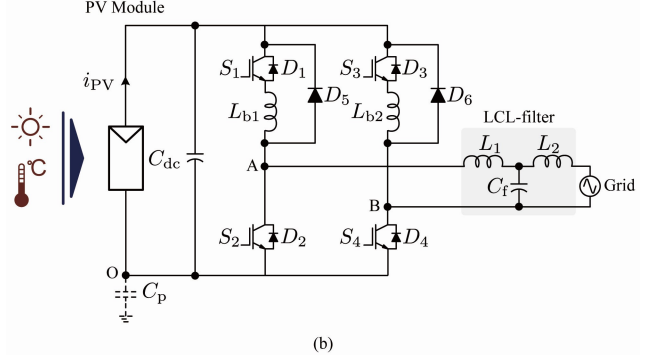 PV Module
i_PV
°C
C_dc
S_1
D_1
L_b1
D_5
S_3
D_3
L_b2
D_6
LCL-filter
L_1
L_2
C_f
Grid
A
B
S_2
D_2
S_4
D_4
O
C_p
(b)